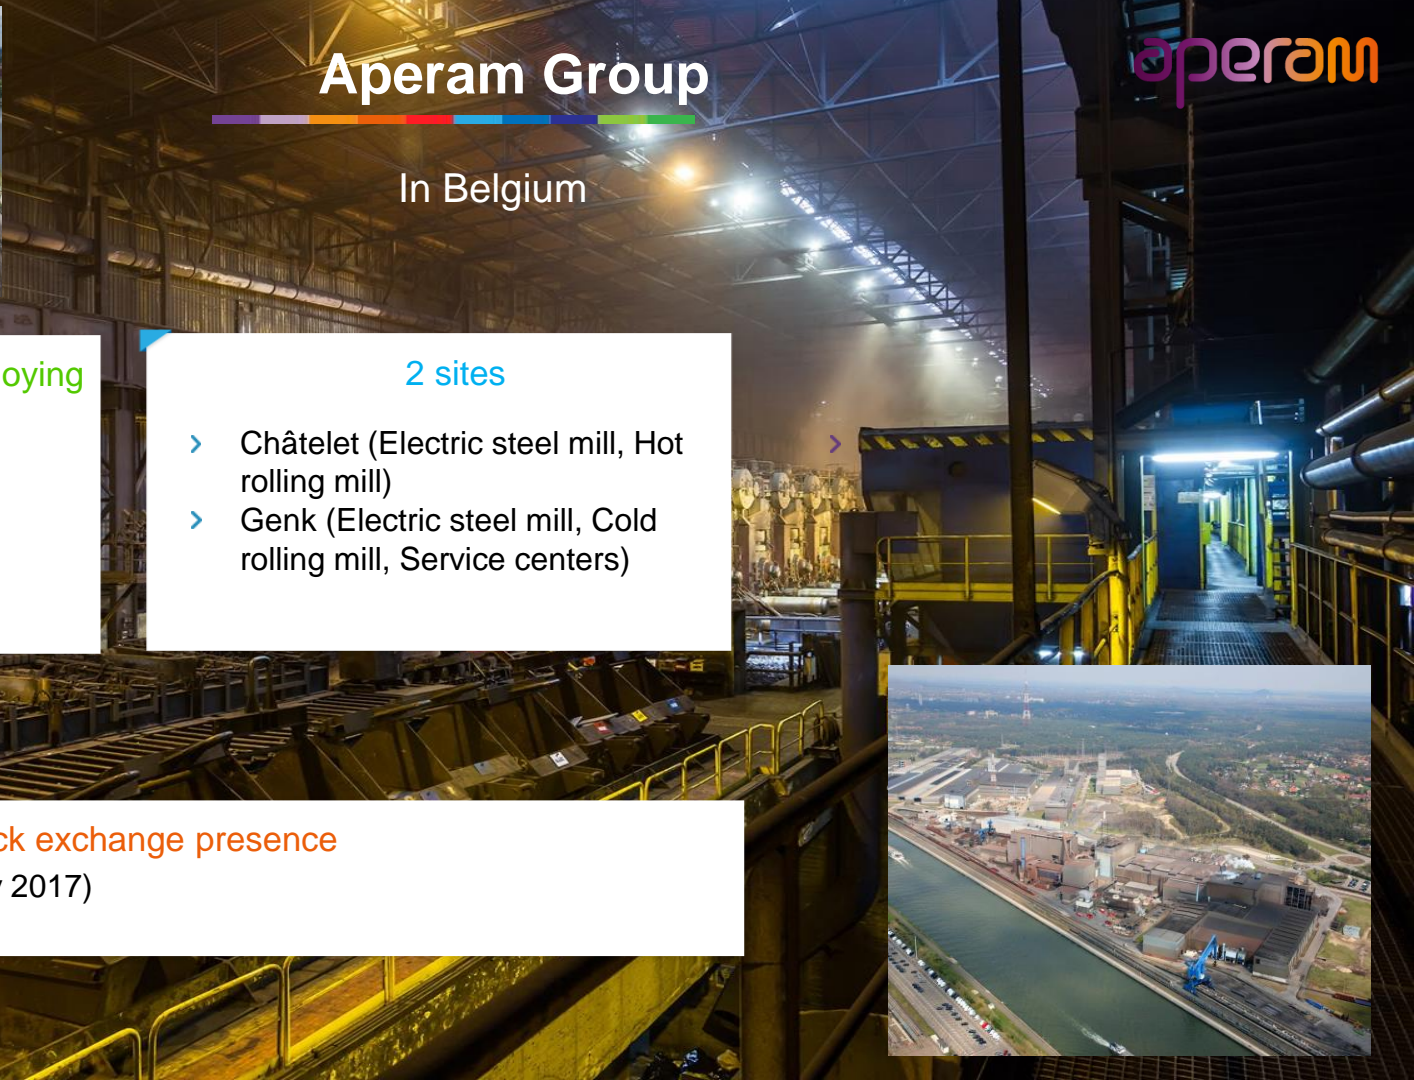 Aperam Group
aperam
In Belgium
oying
2 sites
Châtelet (Electric steel mill, Hot
rolling mill)
Genk (Electric steel mill, Cold
rolling mill, Service centers)
ck exchange presence
2017)